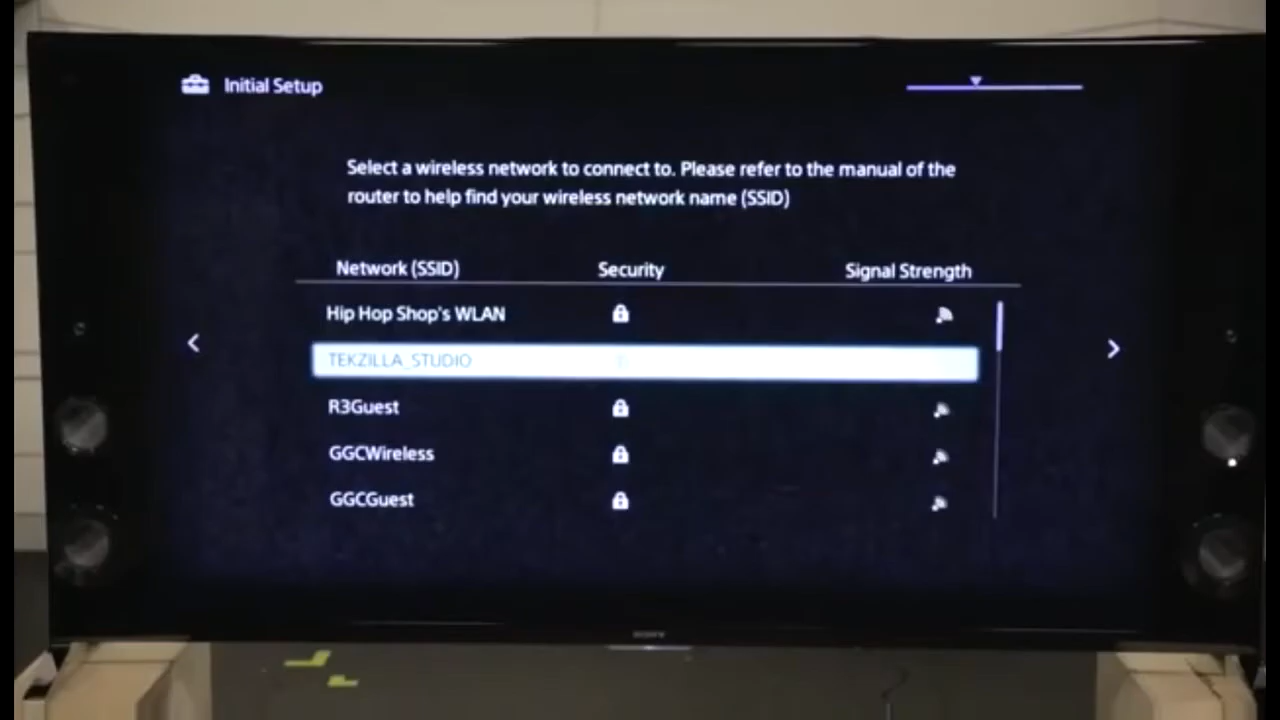 Initial Setup
Select a wireless network to connect to. Please refer to the manual of the
router to help find your wireless network name (SSID)
Network (SSID) Security Signal Strength
Hip Hop Shop's WLAN
TEKZILLA_STUDIO
R3Guest
GGCWireless
GGCGuest
SONY